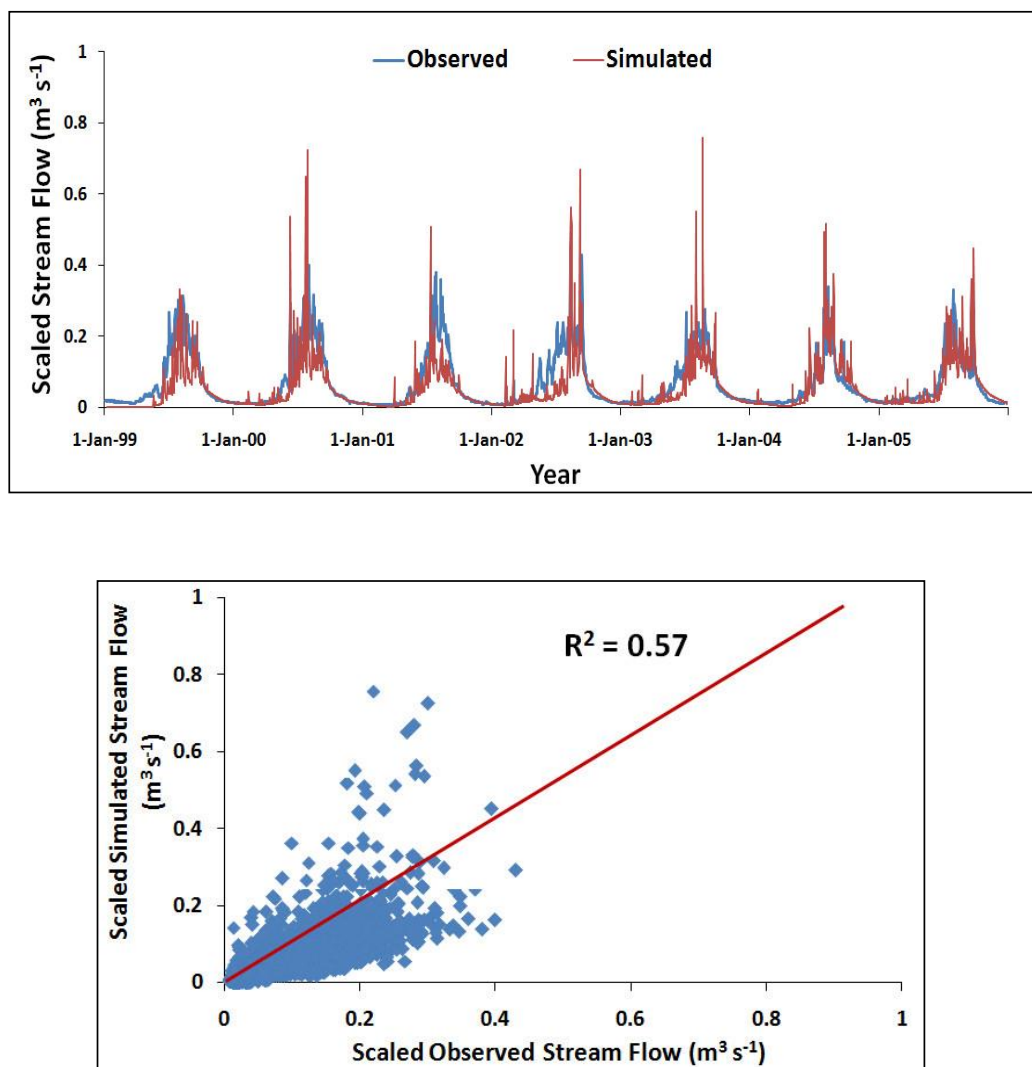 Scaled Stream Flow (m³ s⁻¹)
Observed
Simulated
1
0.8
0.6
0.4
0.2
0
1-Jan-99 1-Jan-00 1-Jan-01 1-Jan-02 1-Jan-03 1-Jan-04 1-Jan-05
Year
Scaled Simulated Stream Flow
(m³ s⁻¹)
1
0.8
0.6
0.4
0.2
0
R² = 0.57
0 0.2 0.4 0.6 0.8 1
Scaled Observed Stream Flow (m³ s⁻¹)